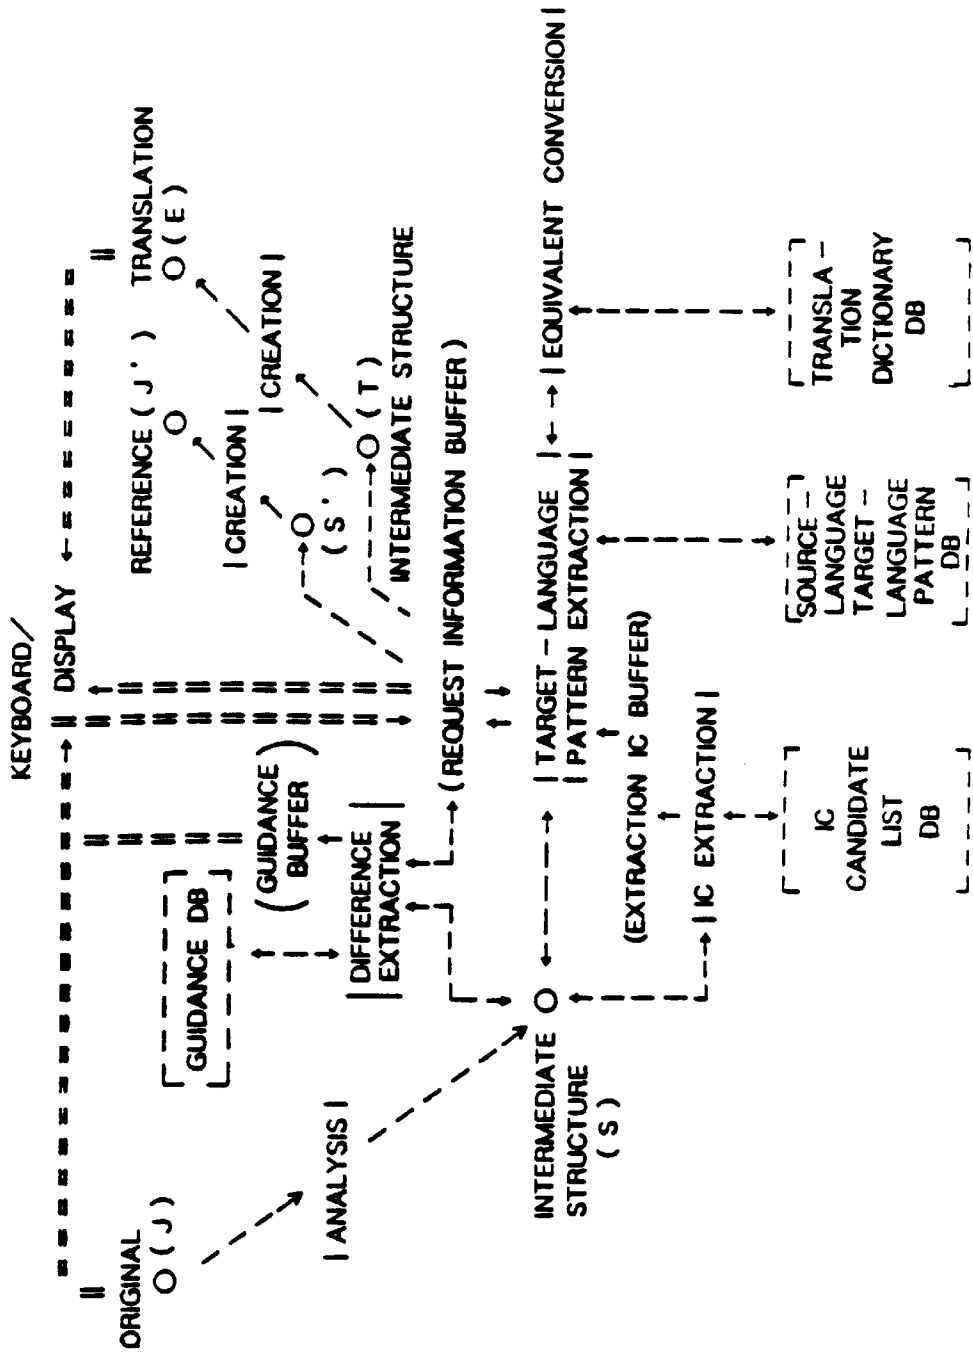 KEYBOARD/
DISPLAY
ORIGINAL
(J)
GUIDANCE DB
(GUIDANCE
BUFFER)
REFERENCE (J')
TRANSLATION
(E)
|ANALYSIS|
|DIFFERENCE
EXTRACTION|
|CREATION|
|CREATION|
(S')
(T)
INTERMEDIATE STRUCTURE
(REQUEST INFORMATION BUFFER)
INTERMEDIATE
STRUCTURE
(S)
|TARGET-LANGUAGE|
|PATTERN EXTRACTION|
|EQUIVALENT CONVERSION|
(EXTRACTION IC BUFFER)
|IC EXTRACTION|
IC
CANDIDATE
LIST
DB
SOURCE-
LANGUAGE
TARGET-
LANGUAGE
PATTERN
DB
TRANSLA-
TION
DICTIONARY
DB